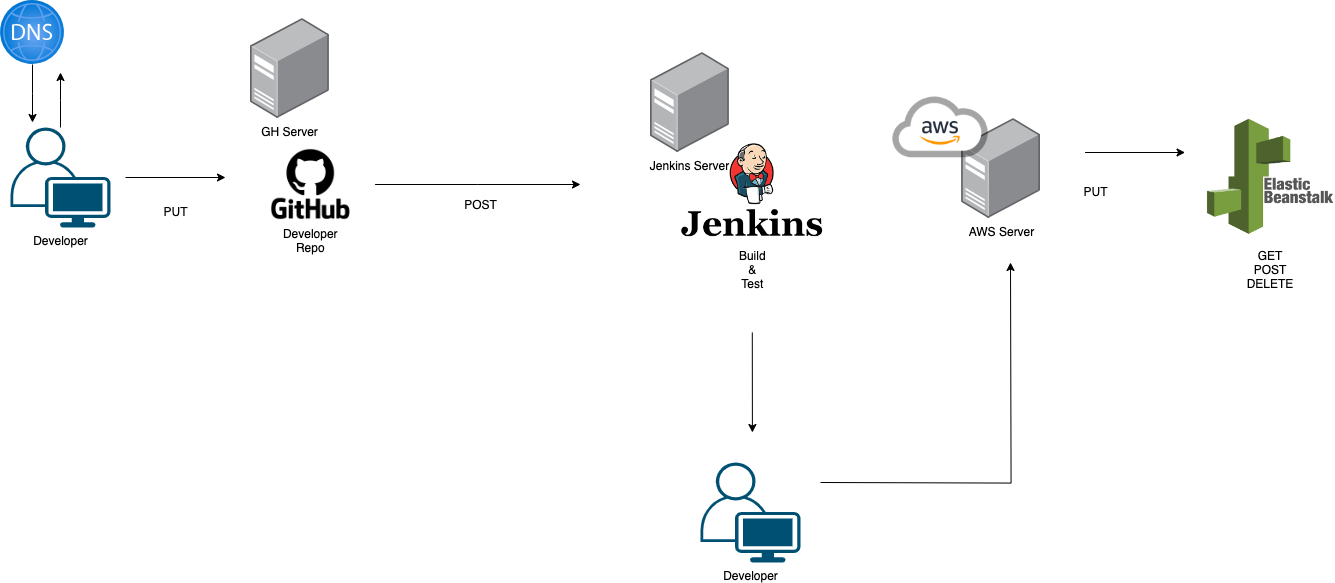 DNS
Developer
PUT
GH Server
GitHub
Developer
Repo
POST
Jenkins Server
Jenkins
Build
&
Test
Developer
aws
AWS Server
PUT
Elastic
Beanstalk
GET
POST
DELETE